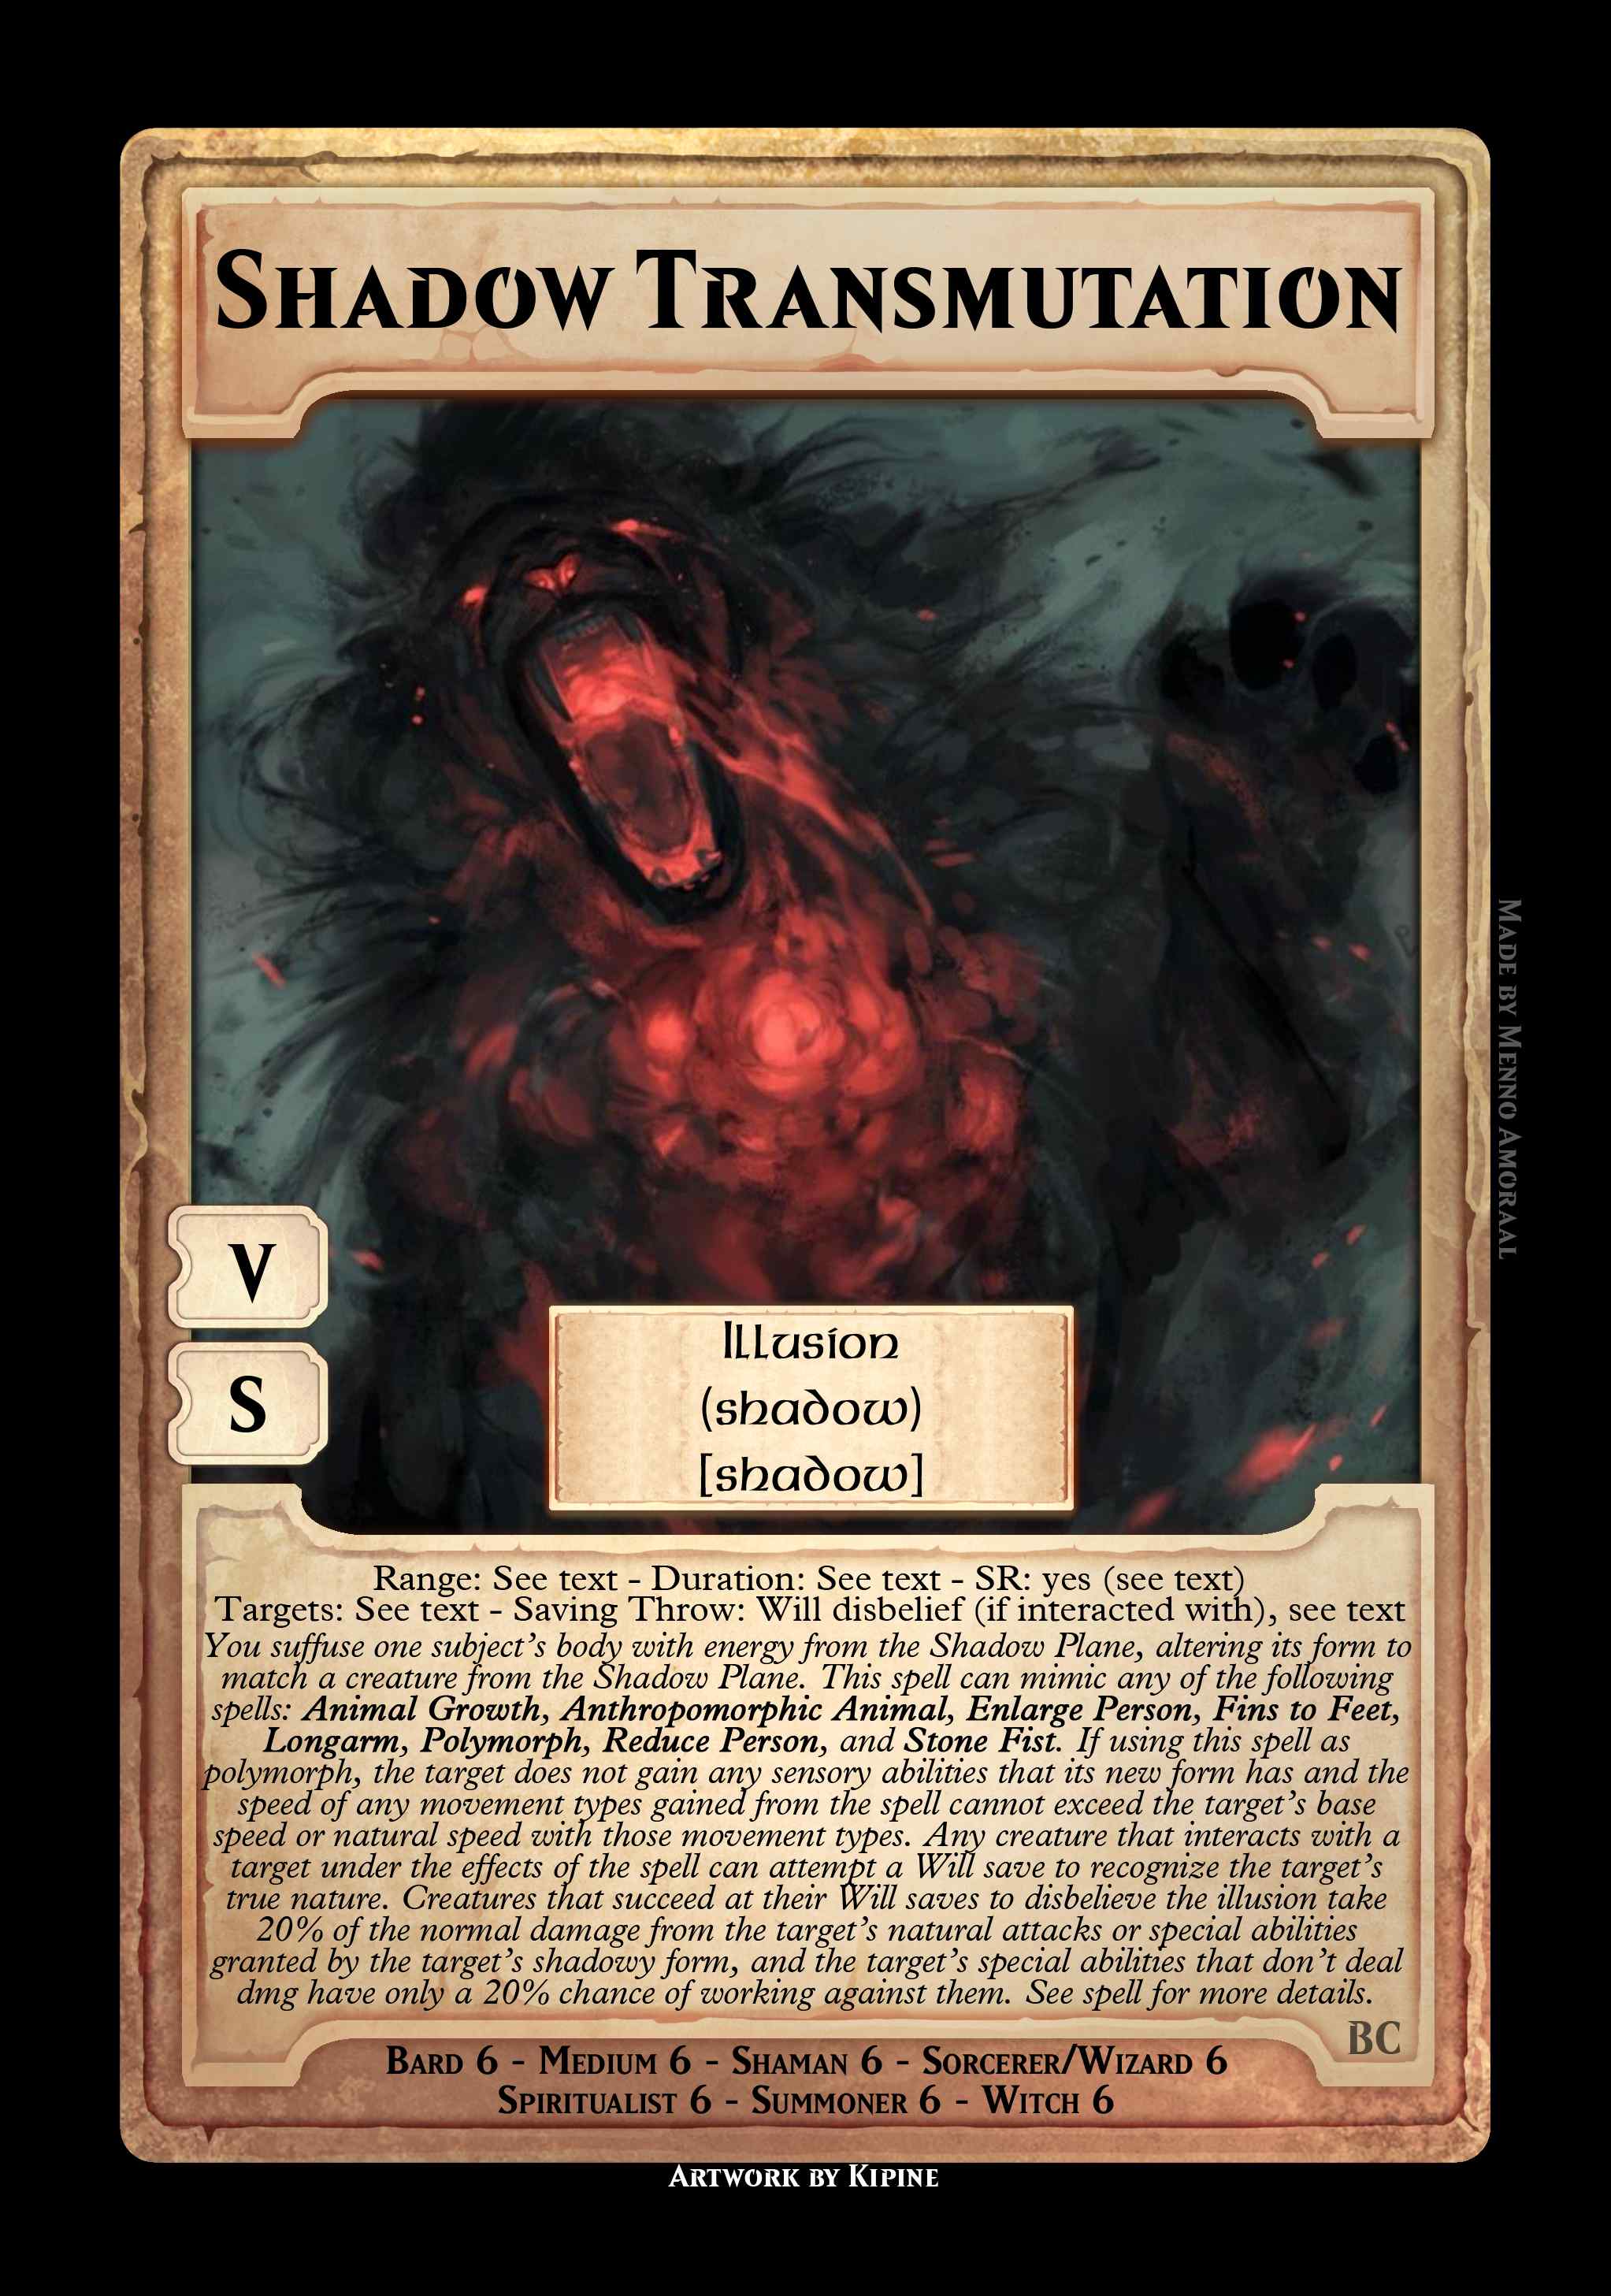 Shadow Transmutation
V
S
Illusion
(shadow)
[shadow]
Range: See text - Duration: See text - SR: yes (see text)
Targets: See text - Saving Throw: Will disbelief (if interacted with), see text
You suffuse one subject's body with energy from the Shadow Plane, altering its form to
match a creature from the Shadow Plane. This spell can mimic any of the following
spells: Animal Growth, Anthropomorphic Animal, Enlarge Person, Fins to Feet,
Longarm, Polymorph, Reduce Person, and Stone Fist. If using this spell as
polymorph, the target does not gain any sensory abilities that its new form has and the
speed of any movement types gained from the spell cannot exceed the target's base
speed or natural speed with those movement types. Any creature that interacts with a
target under the effects of the spell can attempt a Will save to recognize the target's
true nature. Creatures that succeed at their Will saves to disbelieve the illusion take
20% of the normal damage from the target's natural attacks or special abilities
granted by the target's shadowy form, and the target's special abilities that don't deal
dmg have only a 20% chance of working against them. See spell for more details.
BC
Bard 6 - Medium 6 - Shaman 6 - Sorcerer/Wizard 6
Spiritualist 6 - Summoner 6 - Witch 6
Artwork by Kipine
Made by Menno Amoraal